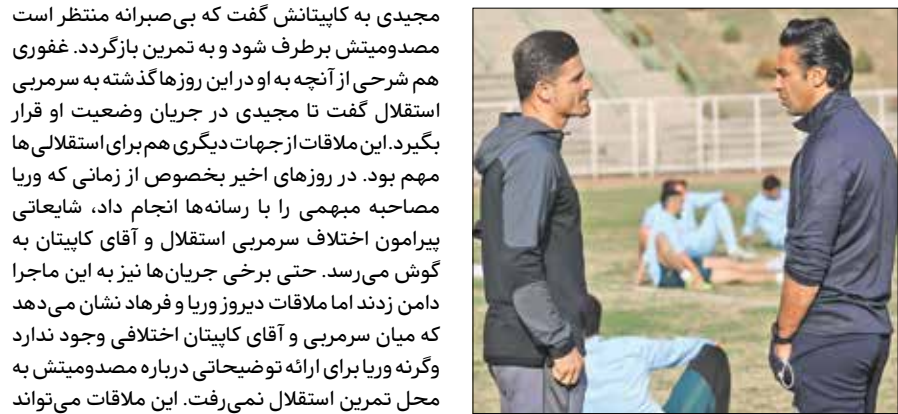 مجیدی به کاپیتانش گفت که بی‌صبرانه منتظر است
مصدومیتش برطرف شود و به تمرین بازگردد. غفوری
هم شرحی از آنچه به او در این روزها گذشته به سرمربی
استقلال گفت تا مجیدی در جریان وضعیت او قرار
بگیرد. این ملاقات از جهات دیگری هم برای استقلالی‌ها
مهم بود. در روزهای اخیر بخصوص از زمانی که وریا
مصاحبه مبهمی را با رسانه‌ها انجام داد، شایعاتی
پیرامون اختلاف سرمربی استقلال و آقای کاپیتان به
گوش می‌رسد. حتی برخی جریان‌ها نیز به این ماجرا
دامن زدند اما ملاقات دیروز وریا و فرهاد نشان می‌دهد
که میان سرمربی و آقای کاپیتان اختلافی وجود ندارد
وگرنه وریا برای ارائه توضیحاتی درباره مصدومیتش به
محل تمرین استقلال نمی‌رفت. این ملاقات می‌تواند